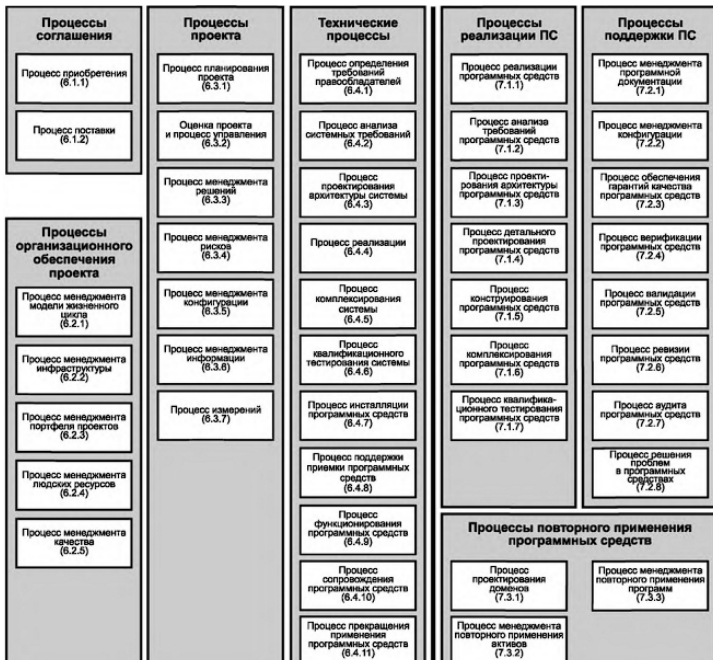 Процессы
соглашения
Процесс приобретения
(6.1.1)
Процесс поставки
(6.1.2)
Процессы
организационного
обеспечения
проекта
Процесс менеджмента
модели жизненного
цикла
(6.2.1)
Процесс менеджмента
инфраструктуры
(6.2.2)
Процесс менеджмента
портфеля проектов
(6.2.3)
Процесс менеджмента
людских ресурсов
(6.2.4)
Процесс менеджмента
качества
(6.2.5)
Процессы
проекта
Процесс планирования
проекта
(6.3.1)
Оценка проекта
и процесс управления
(6.3.2)
Процесс менеджмента
решений
(6.3.3)
Процесс менеджмента
рисков
(6.3.4)
Процесс менеджмента
конфигурации
(6.3.5)
Процесс менеджмента
информации
(6.3.6)
Процесс измерений
(6.3.7)
Технические
процессы
Процесс определения
требований
правообладателей
(6.4.1)
Процесс анализа
системных требований
(6.4.2)
Процесс
проектирования
архитектуры системы
(6.4.3)
Процесс реализации
(6.4.4)
Процесс
комплексирования
системы
(6.4.5)
Процесс
квалификационного
тестирования системы
(6.4.6)
Процесс инсталляции
программных средств
(6.4.7)
Процесс поддержки
приемки программных
средств
(6.4.8)
Процесс
функционирования
программных средств
(6.4.9)
Процесс
сопровождения
программных средств
(6.4.10)
Процесс прекращения
применения
программных средств
(6.4.11)
Процессы
реализации ПС
Процесс реализации
программных средств
(7.1.1)
Процесс анализа
требований
программных средств
(7.1.2)
Процесс проекти-
рования архитектуры
программных средств
(7.1.3)
Процесс детального
проектирования
программных средств
(7.1.4)
Процесс
конструирования
программных средств
(7.1.5)
Процесс
комплексирования
программных средств
(7.1.6)
Процесс квалифика-
ционного тестирования
программных средств
(7.1.7)
Процессы
поддержки ПС
Процесс менеджмента
программной
документации
(7.2.1)
Процесс менеджмента
конфигурации
(7.2.2)
Процесс обеспечения
гарантий качества
программных средств
(7.2.3)
Процесс верификации
программных средств
(7.2.4)
Процесс валидации
программных средств
(7.2.5)
Процесс ревизии
программных средств
(7.2.6)
Процесс аудита
программных средств
(7.2.7)
Процесс решения
проблем
в программных
средствах
(7.2.8)
Процессы повторного применения
программных средств
Процесс
проектирования
доменов
(7.3.1)
Процесс менеджмента
повторного применения
активов
(7.3.2)
Процесс менеджмента
повторного применения
программ
(7.3.3)